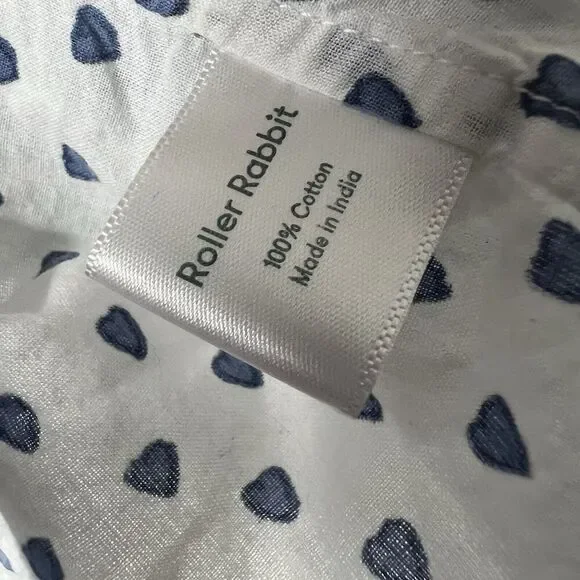 Roller Rabbit
100% Cotton
Made in India